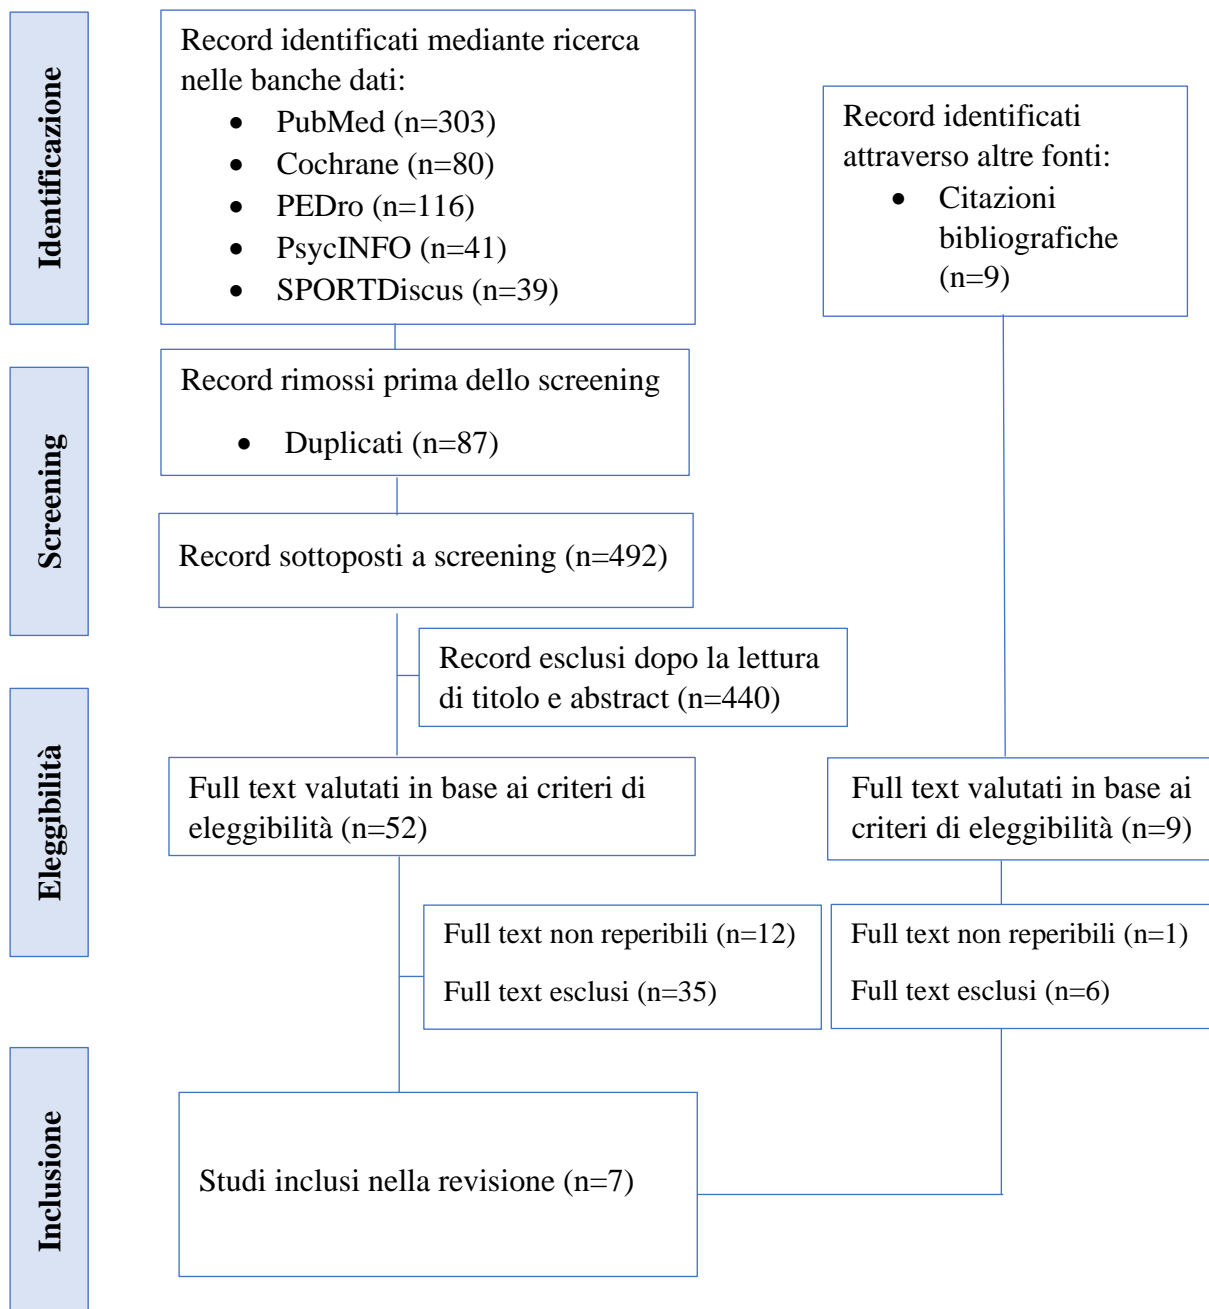 Identificazione
Record identificati mediante ricerca
nelle banche dati:
• PubMed (n=303)
• Cochrane (n=80)
• PEDro (n=116)
• PsycINFO (n=41)
• SPORTDiscus (n=39)
Record identificati
attraverso altre fonti:
• Citazioni
bibliografiche
(n=9)
Screening
Record rimossi prima dello screening
• Duplicati (n=87)
Record sottoposti a screening (n=492)
Record esclusi dopo la lettura
di titolo e abstract (n=440)
Eleggibilità
Full text valutati in base ai criteri di
eleggibilità (n=52)
Full text valutati in base ai
criteri di eleggibilità (n=9)
Full text non reperibili (n=12)
Full text esclusi (n=35)
Full text non reperibili (n=1)
Full text esclusi (n=6)
Inclusione
Studi inclusi nella revisione (n=7)